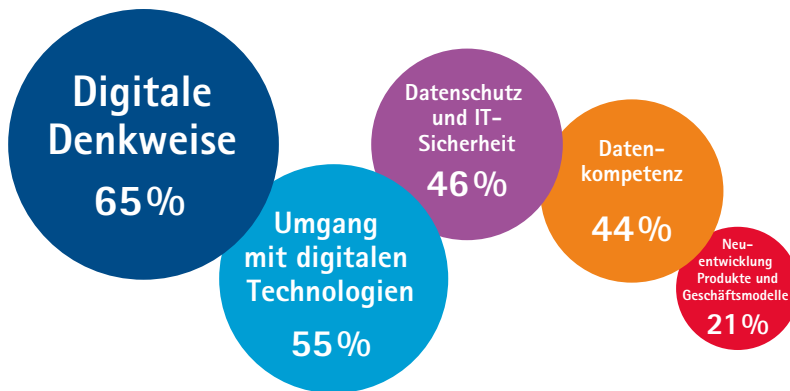 Digitale
Denkweise
65%
Umgang
mit digitalen
Technologien
55%
Datenschutz
und IT-
Sicherheit
46%
Daten-
kompetenz
44%
Neu-
entwicklung
Produkte und
Geschäftsmodelle
21%